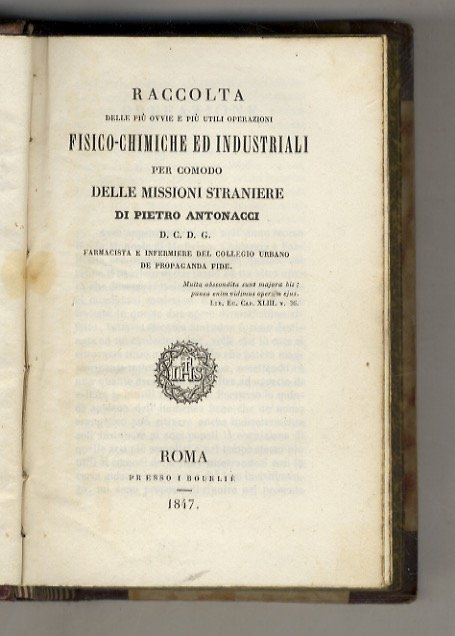 RACCOLTA
DELLE PIÙ OVVIE E PIÙ UTILI OPERAZIONI
FISICO-CHIMICHE ED INDUSTRIALI
PER COMODO
DELLE MISSIONI STRANIERE
DI PIETRO ANTONACCI
D. C. D. G.
FARMACISTA E INFERMIERE DEL COLLEGIO URBANO
DE PROPAGANDA FIDE.
Multa abscondita sunt majora his;
pauca enim vidimus operum ejus.
LIB. EC. CAP. XLIII. v. 36.
IHS
ROMA
PRESSO I BOURLIÈ
1847.